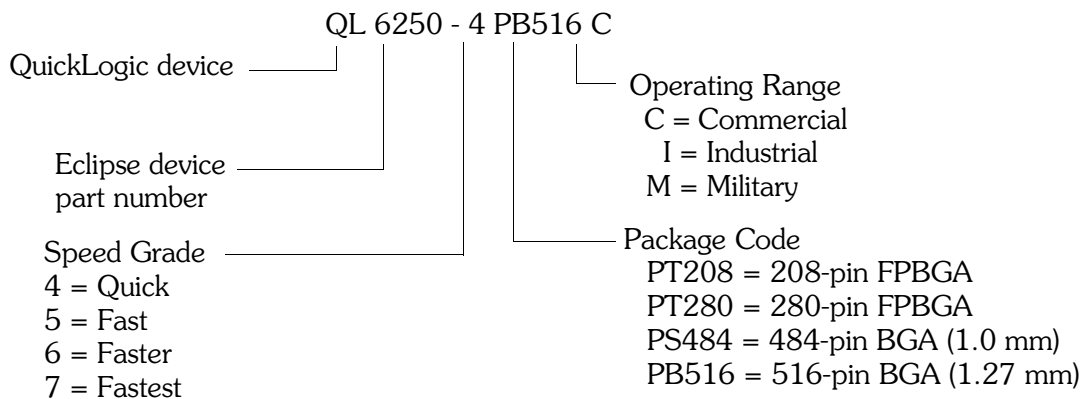 QL 6250 - 4 PB516 C
QuickLogic device
Operating Range
C = Commercial
I = Industrial
M = Military
Eclipse device
part number
Speed Grade
4 = Quick
5 = Fast
6 = Faster
7 = Fastest
Package Code
PT208 = 208-pin FPBGA
PT280 = 280-pin FPBGA
PS484 = 484-pin BGA (1.0 mm)
PB516 = 516-pin BGA (1.27 mm)